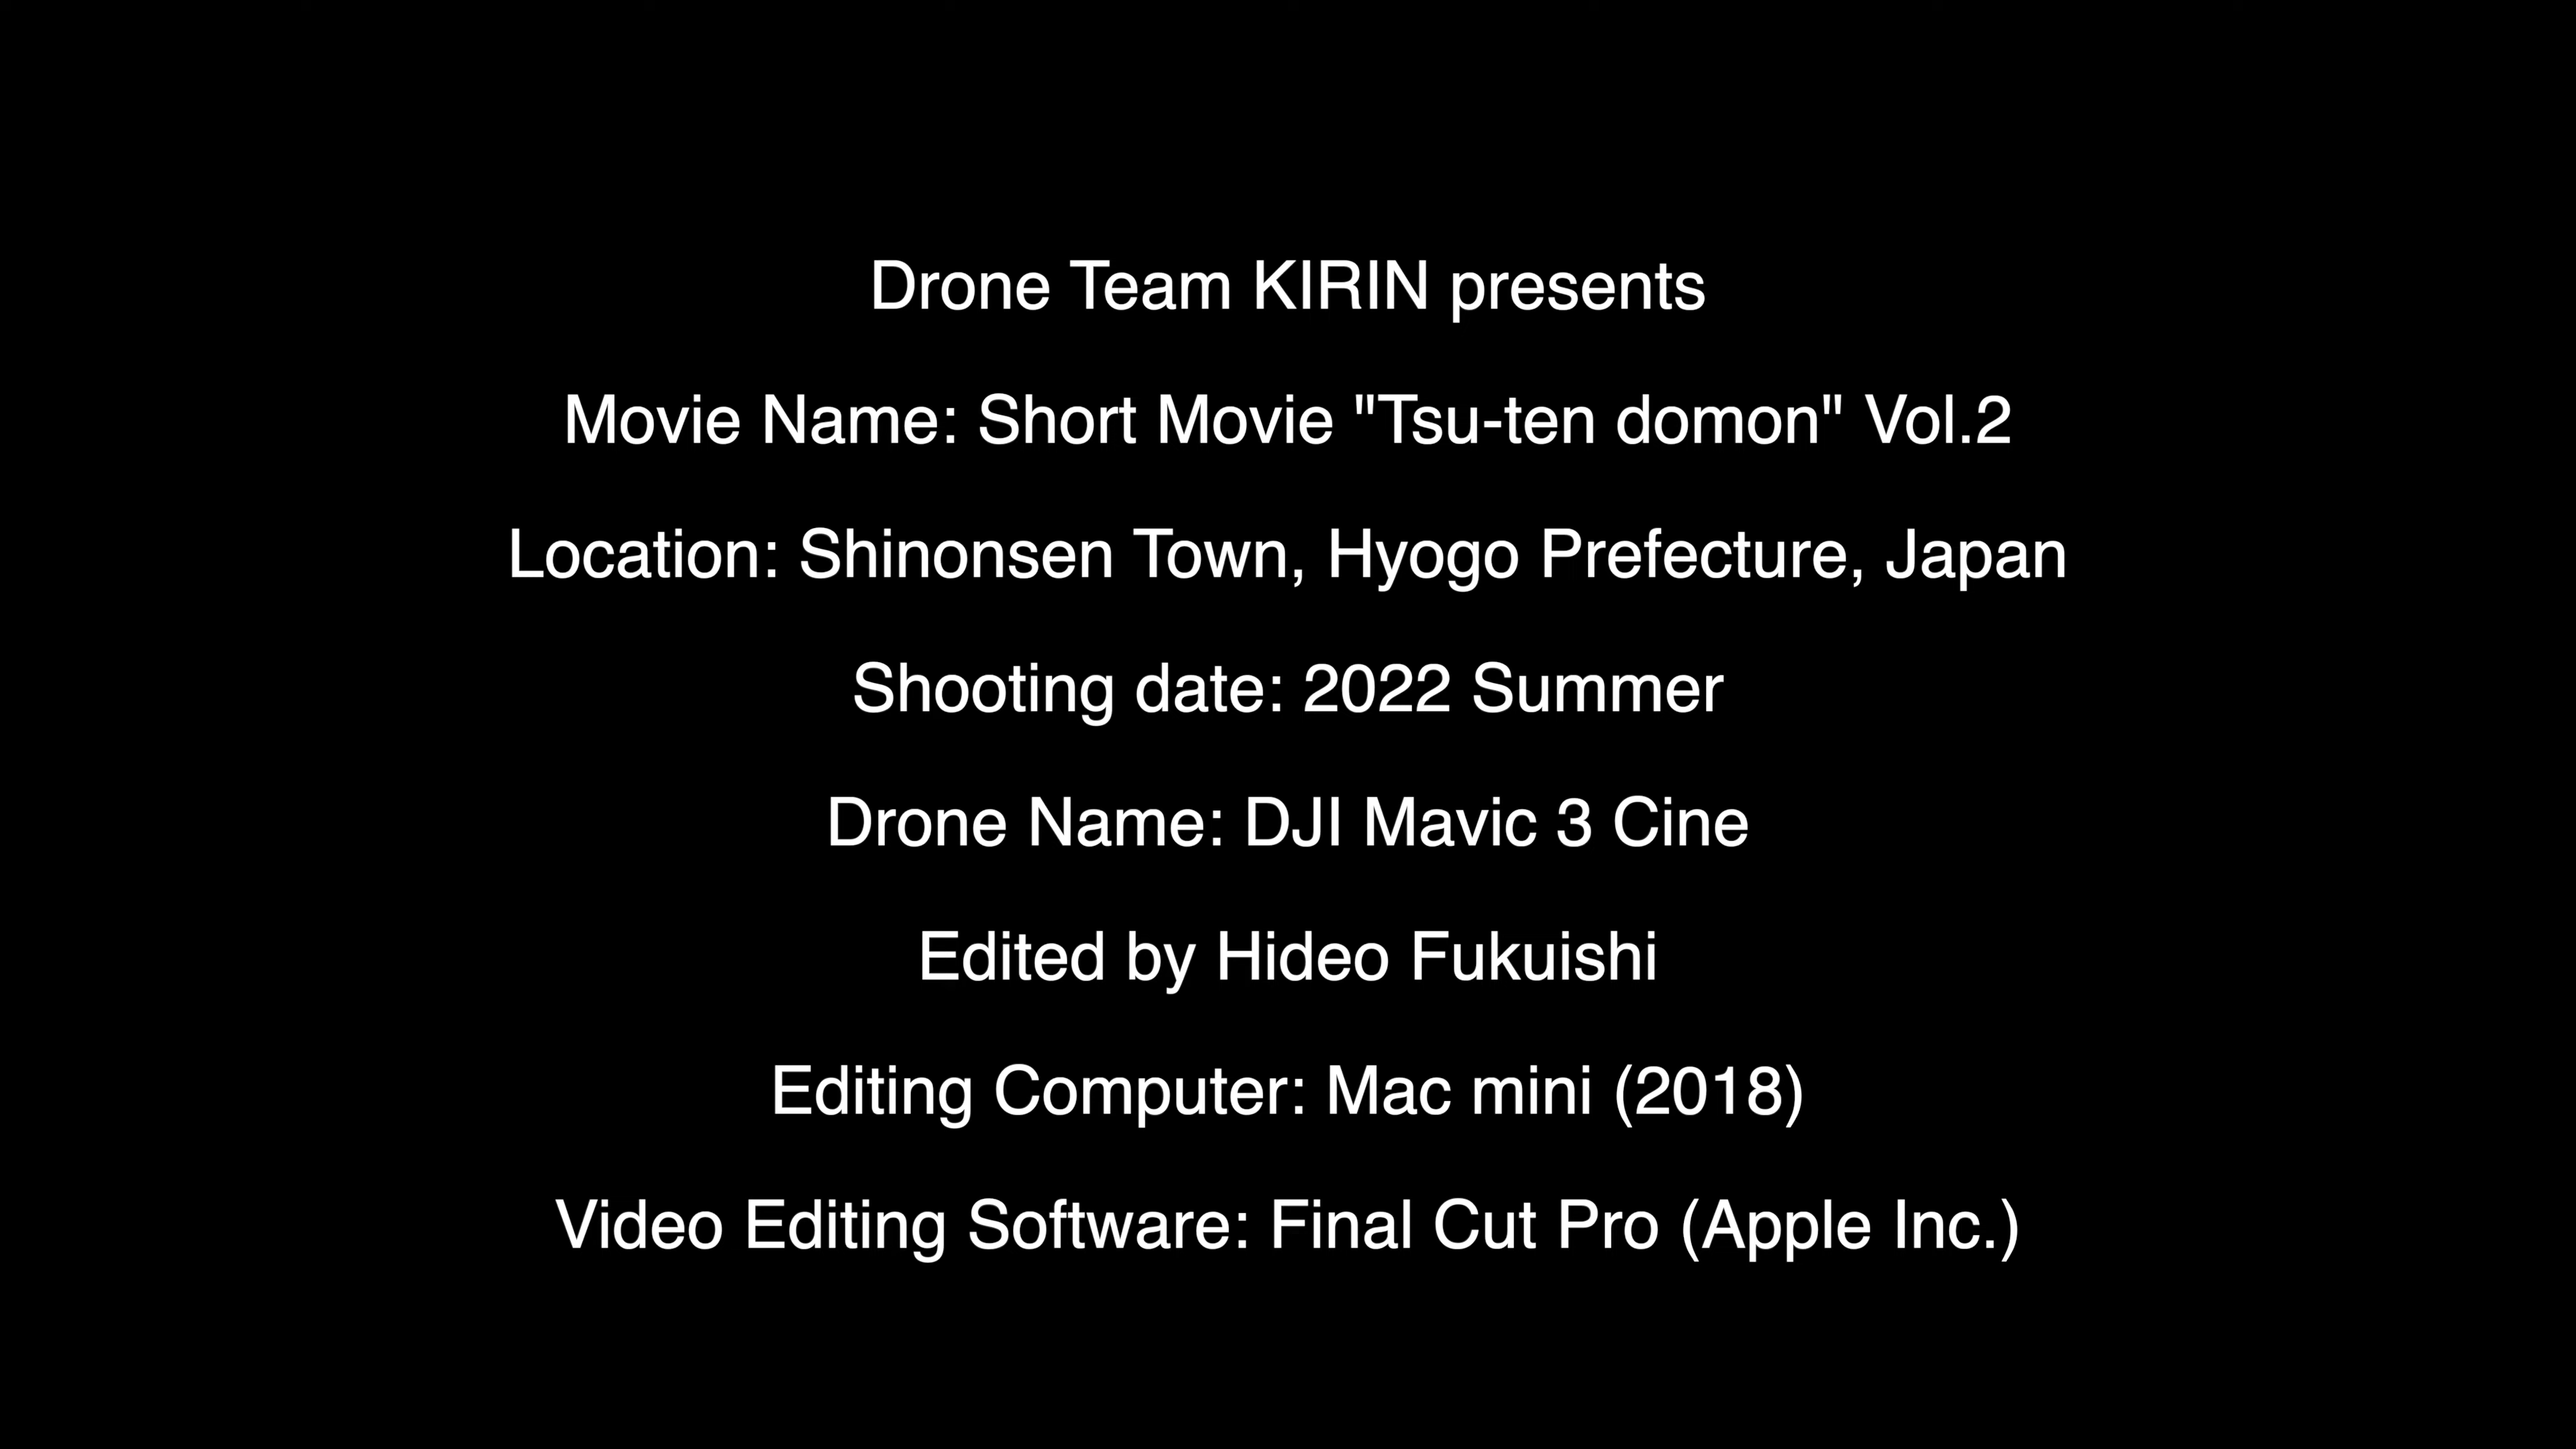 Drone Team KIRIN presents
Movie Name: Short Movie "Tsu-ten domon" Vol.2
Location: Shinonsen Town, Hyogo Prefecture, Japan
Shooting date: 2022 Summer
Drone Name: DJI Mavic 3 Cine
Edited by Hideo Fukuishi
Editing Computer: Mac mini (2018)
Video Editing Software: Final Cut Pro (Apple Inc.)